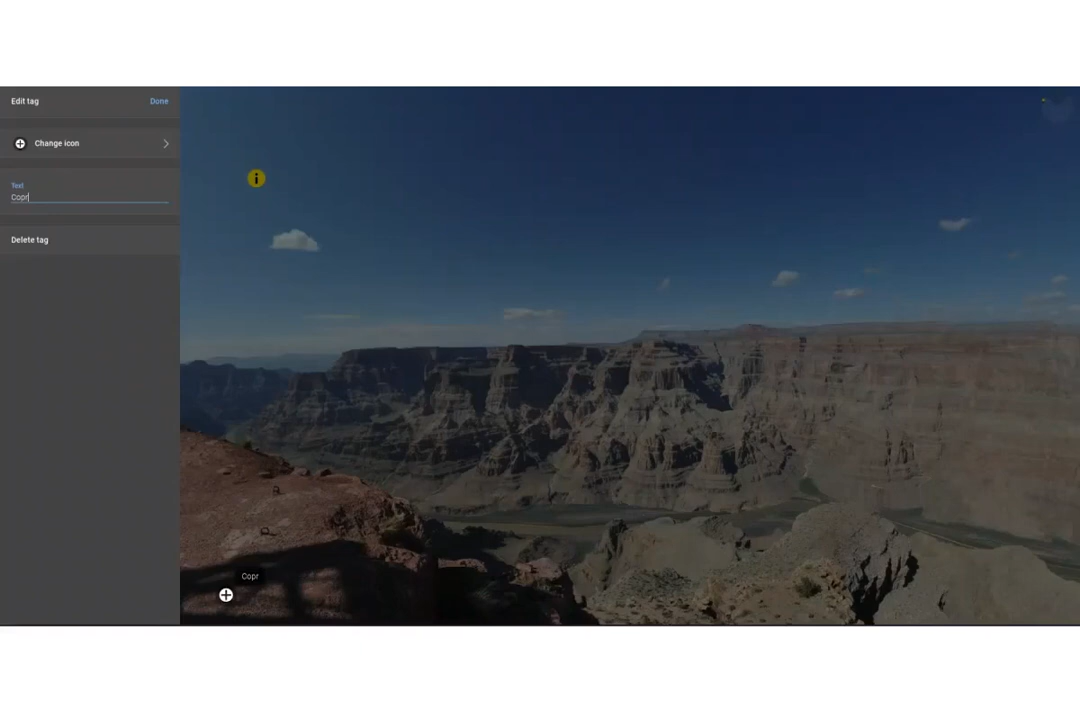 Edit tag Done
Change icon
Text
Copr
Delete tag
Copr